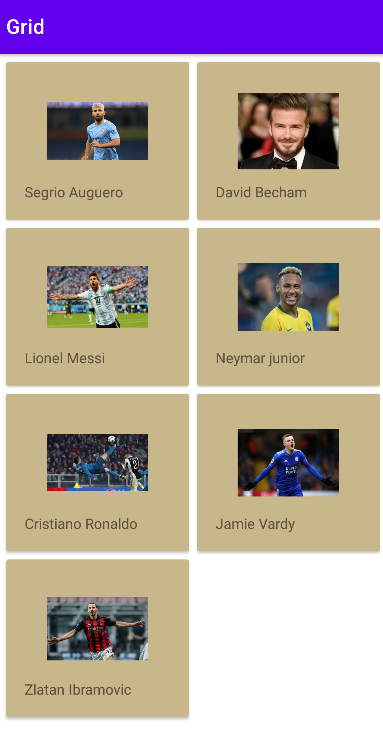 Grid
Segrio Auguero
David Becham
Lionel Messi
Neymar junior
Cristiano Ronaldo
Jamie Vardy
Zlatan Ibramovic